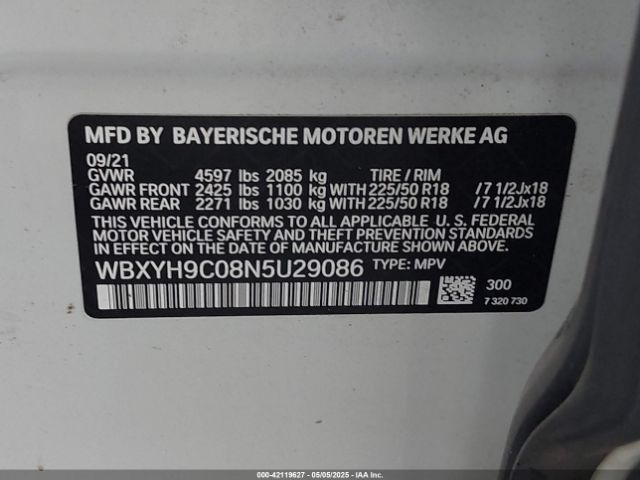 MFD BY BAYERISCHE MOTOREN WERKE AG
09/21
GVWR 4597 lbs 2085 kg TIRE / RIM
GAWR FRONT 2425 lbs 1100 kg WITH 225/50 R18 / 7 1/2Jx18
GAWR REAR 2271 lbs 1030 kg WITH 225/50 R18 / 7 1/2Jx18
THIS VEHICLE CONFORMS TO ALL APPLICABLE U. S. FEDERAL
MOTOR VEHICLE SAFETY AND THEFT PREVENTION STANDARDS
IN EFFECT ON THE DATE OF MANUFACTURE SHOWN ABOVE.
WBXYH9C08N5U29086 TYPE: MPV
300
7 320 730
000-42119627 - 05/05/2025 - IAAI Inc.